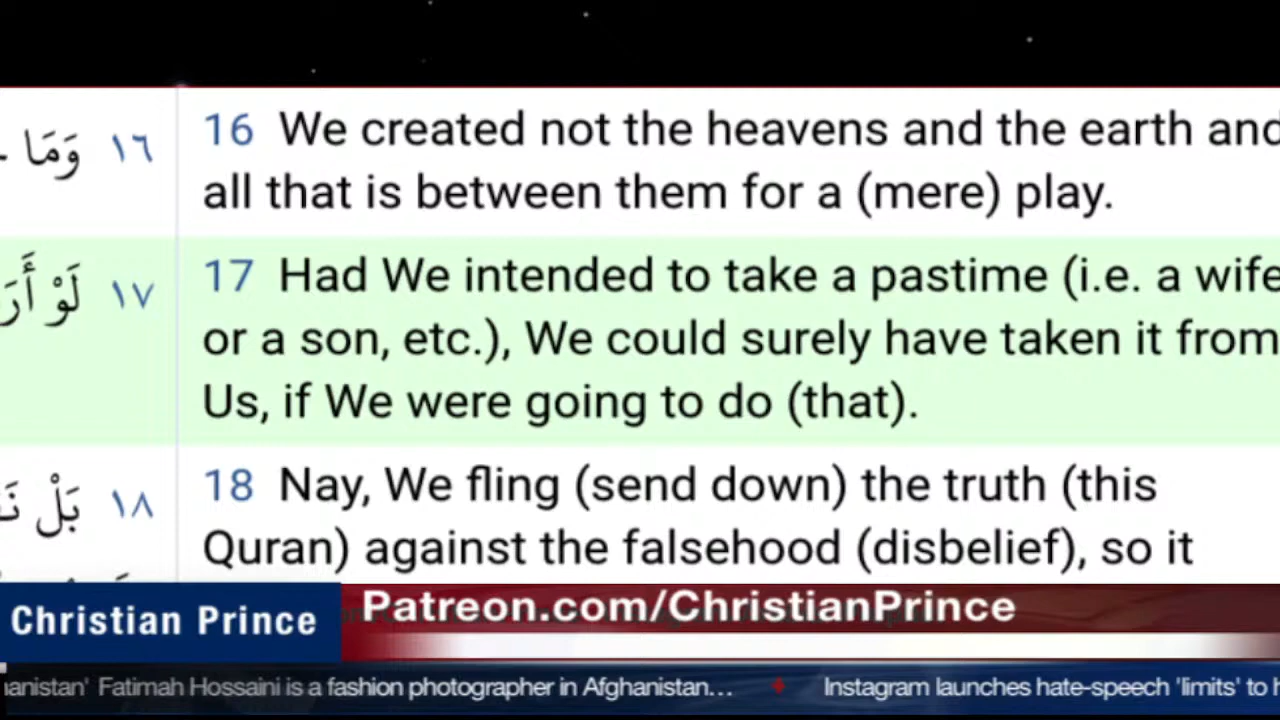 ١٦ وَمَا
16 We created not the heavens and the earth and
all that is between them for a (mere) play.
١٧ لَوْ
17 Had We intended to take a pastime (i.e. a wife
or a son, etc.), We could surely have taken it from
Us, if We were going to do (that).
١٨ بَلْ
18 Nay, We fling (send down) the truth (this
Quran) against the falsehood (disbelief), so it
Christian Prince
Patreon.com/ChristianPrince
anistan' Fatimah Hossaini is a fashion photographer in Afghanistan... Instagram launches hate-speech 'limits' to